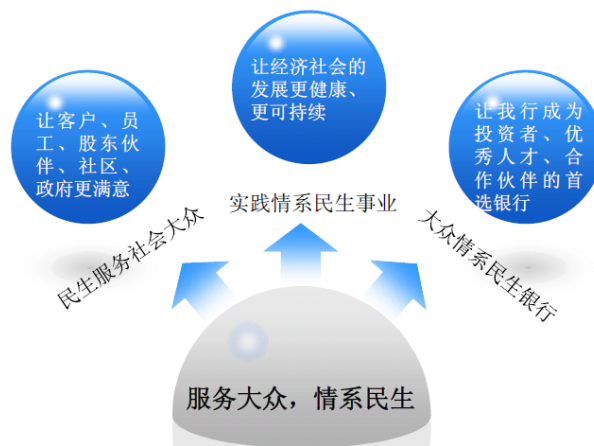 让经济社会的
发展更健康、
更可持续
让客户、员
工、股东伙
伴、社区、
政府更满意
让我行成为
投资者、优
秀人才、合
作伙伴的首
选银行
民生服务社会大众
实践情系民生事业
大众情系民生银行
服务大众，情系民生